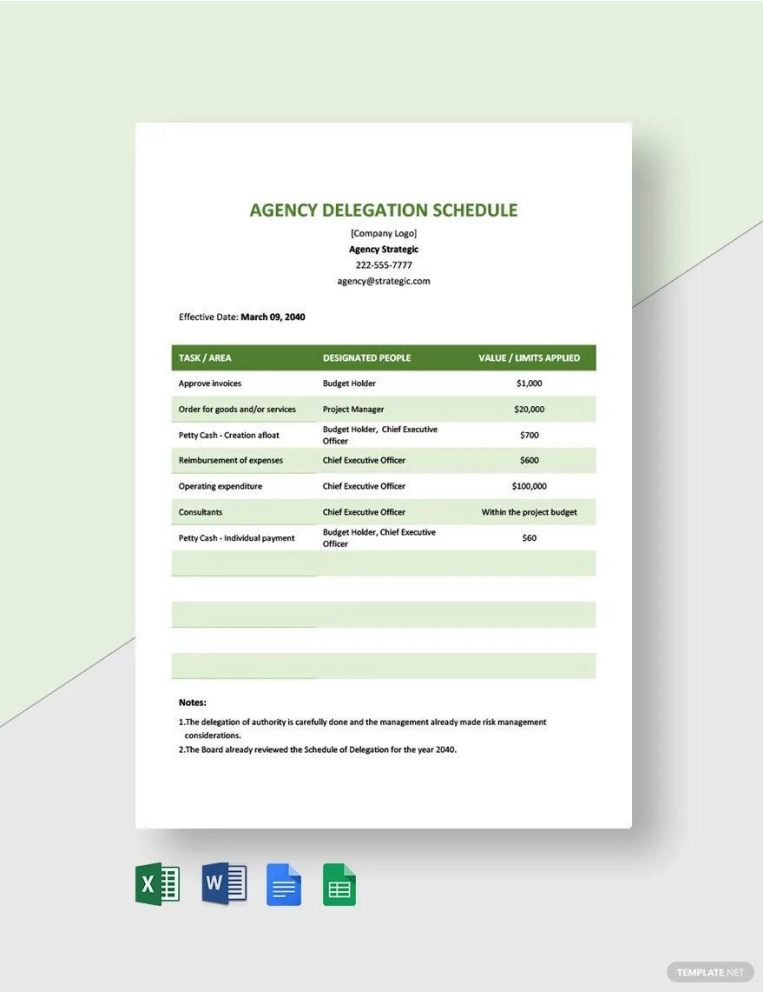 AGENCY DELEGATION SCHEDULE
[Company Logo]
Agency Strategic
222-555-7777
agency@strategic.com
Effective Date: March 09, 2040
TASK / AREA DESIGNATED PEOPLE VALUE / LIMITS APPLIED
Approve invoices Budget Holder $1,000
Order for goods and/or services Project Manager $20,000
Petty Cash - Creation afloat Budget Holder, Chief Executive
Officer $700
Reimbursement of expenses Chief Executive Officer $600
Operating expenditure Chief Executive Officer $100,000
Consultants Chief Executive Officer Within the project budget
Petty Cash - Individual payment Budget Holder, Chief Executive
Officer $60
Notes:
1.The delegation of authority is carefully done and the management already made risk management
considerations.
2.The Board already reviewed the Schedule of Delegation for the year 2040.
X W
TEMPLATE.NET